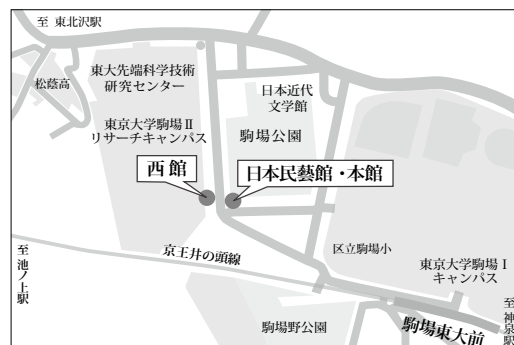 至 東北沢駅
松蔭高
東大先端科学技術
研究センター
日本近代
文学館
東京大学駒場Ⅱ
リサーチキャンパス
駒場公園
西館
日本民藝館・本館
京王井の頭線
区立駒場小
至 池ノ上駅
東京大学駒場Ⅰ
キャンパス
至 神泉駅
駒場東大前
駒場野公園